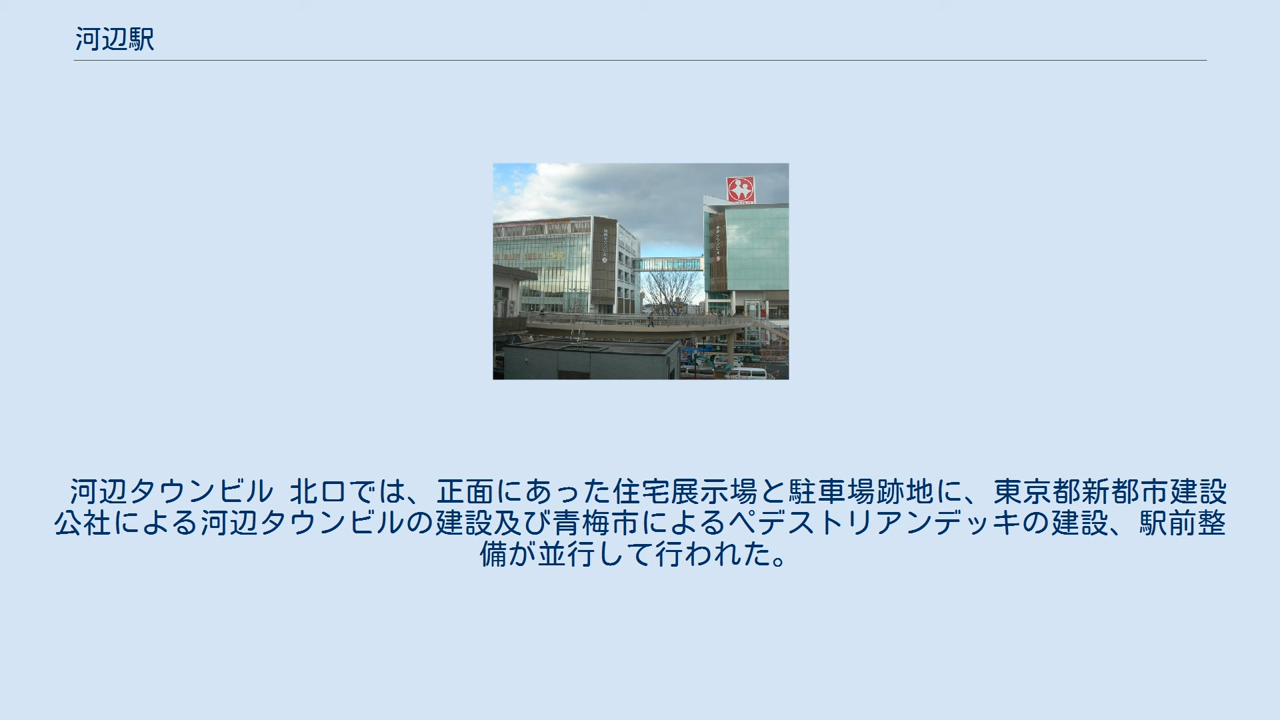 河辺駅
河辺タウンビル 北口では、正面にあった住宅展示場と駐車場跡地に、東京都新都市建設
公社による河辺タウンビルの建設及び青梅市によるペデストリアンデッキの建設、駅前整
備が並行して行われた。